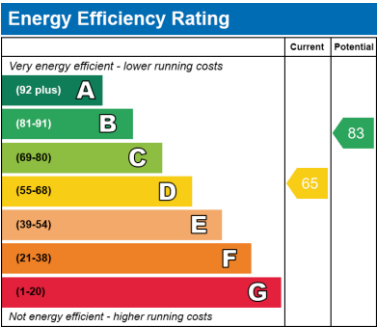 Energy Efficiency Rating
Current Potential
Very energy efficient - lower running costs
(92 plus) A
(81-91) B
83
(69-80) C
(55-68) D
65
(39-54) E
(21-38) F
(1-20) G
Not energy efficient - higher running costs